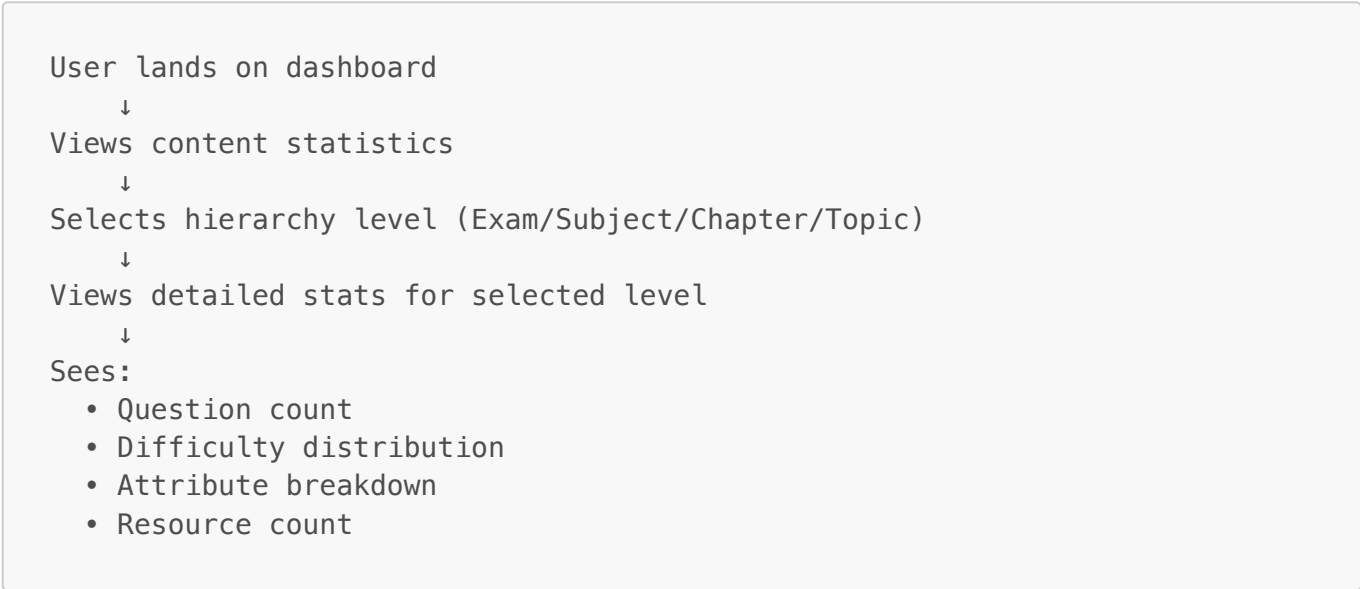 User lands on dashboard
↓
Views content statistics
↓
Selects hierarchy level (Exam/Subject/Chapter/Topic)
↓
Views detailed stats for selected level
↓
Sees:
• Question count
• Difficulty distribution
• Attribute breakdown
• Resource count